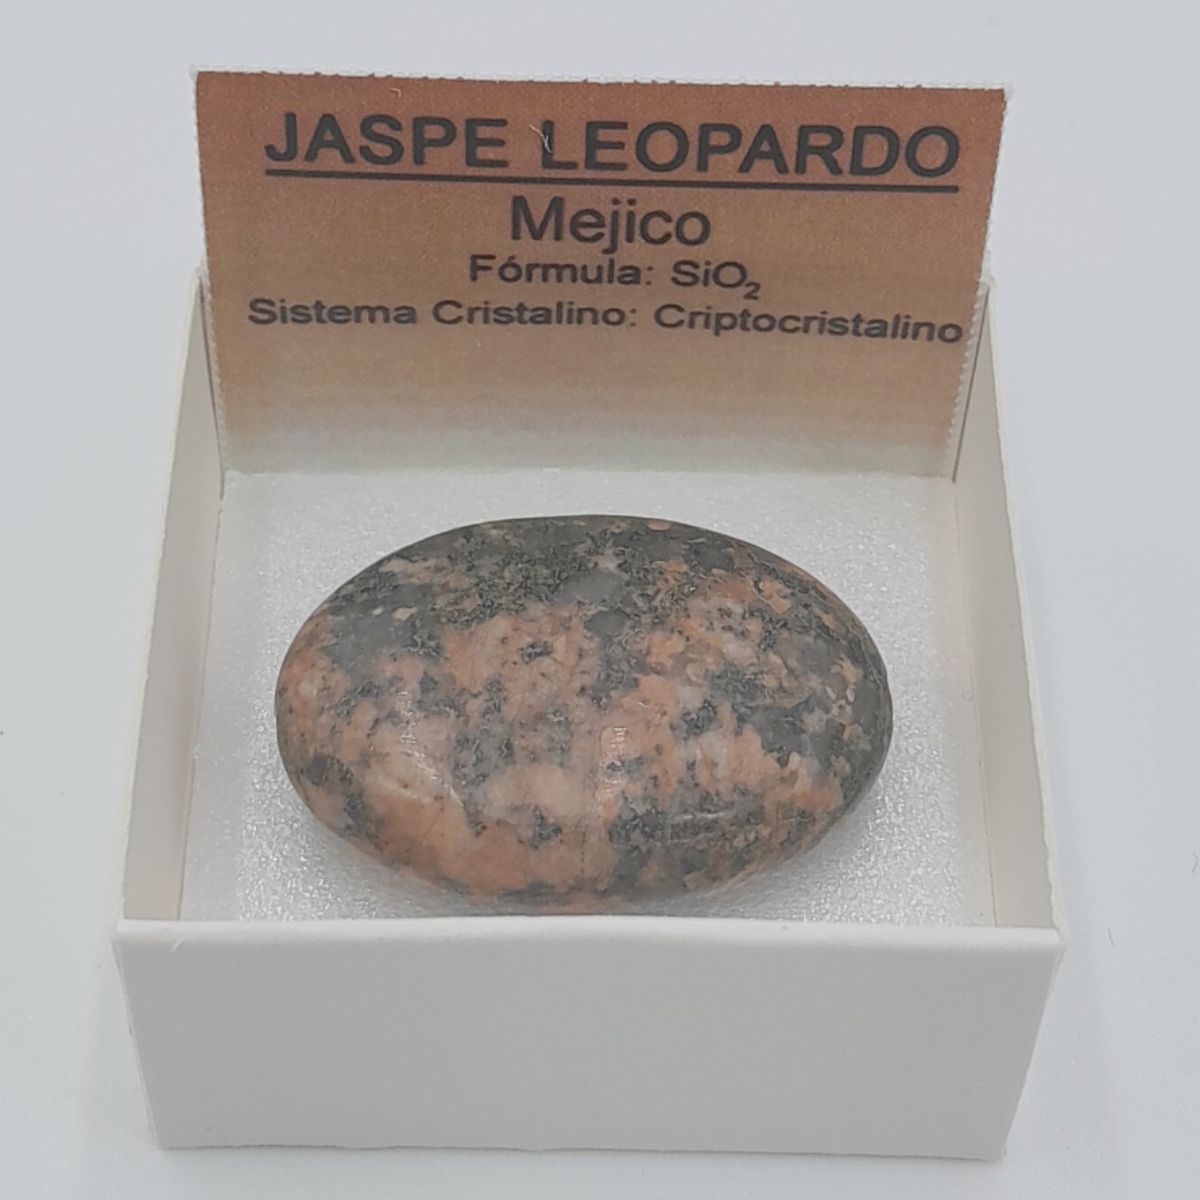 JASPE LEOPARDO
Mejico
Fórmula: SiO₂
Sistema Cristalino: Criptocristalino